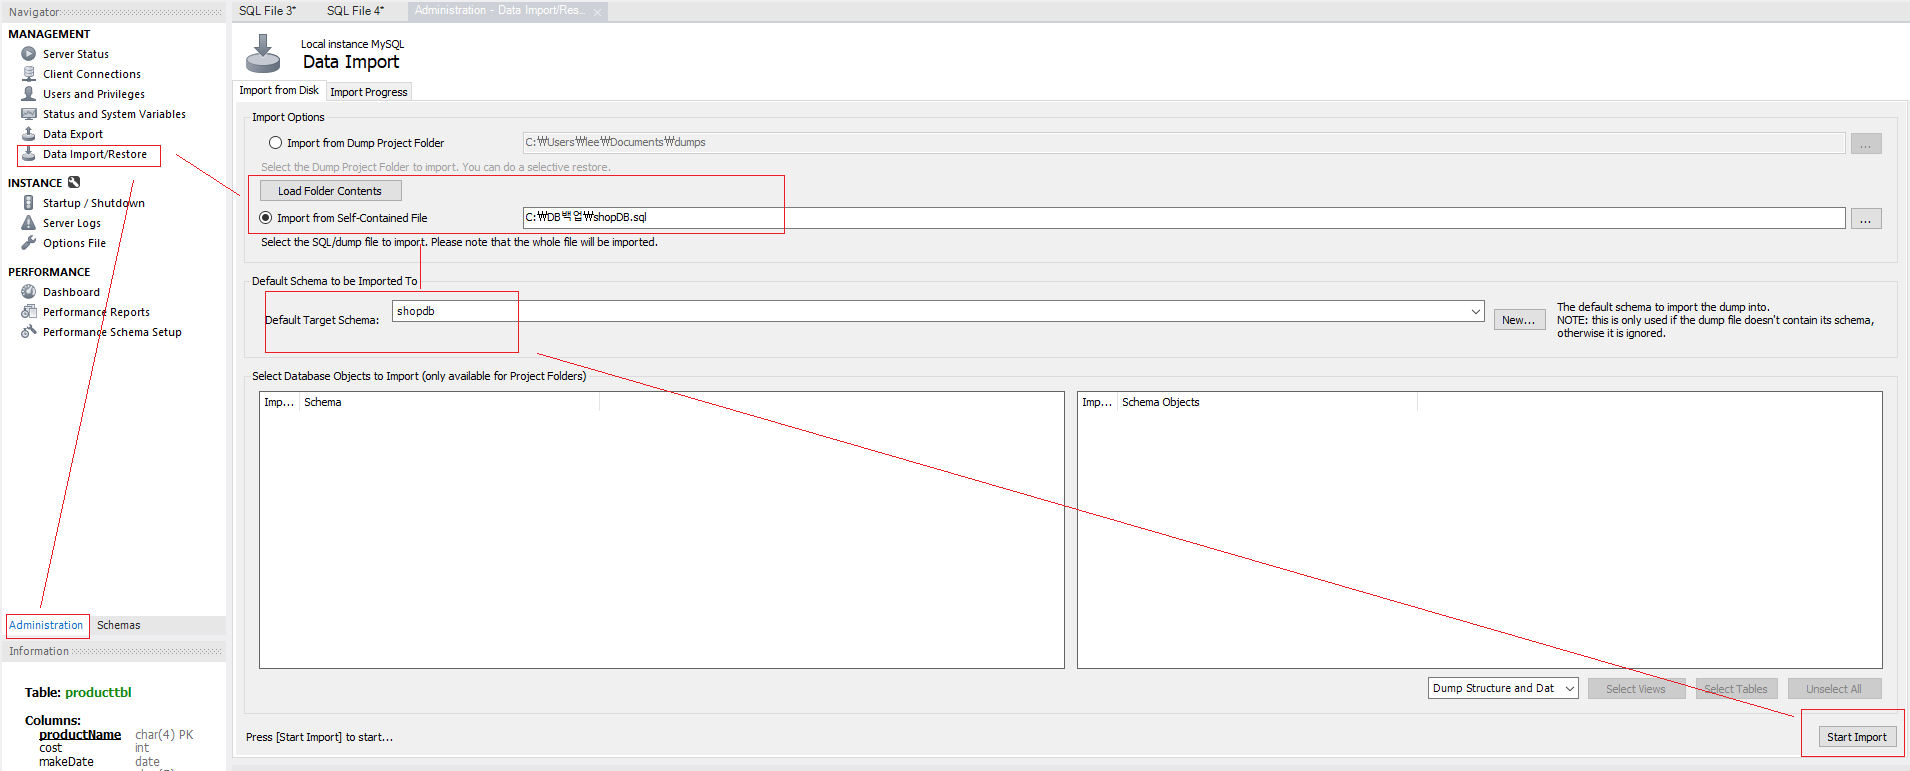 Navigator
MANAGEMENT
Server Status
Client Connections
Users and Privileges
Status and System Variables
Data Export
Data Import/Restore
INSTANCE
Startup / Shutdown
Server Logs
Options File
PERFORMANCE
Dashboard
Performance Reports
Performance Schema Setup
Administration Schemas
Information
Table: producttbl
Columns:
productName char(4) PK
cost int
makeDate date
SQL File 3* SQL File 4* Administration - Data Import/Res...
Local instance MySQL
Data Import
Import from Disk Import Progress
Import Options
Import from Dump Project Folder C:₩Users₩lee₩Documents₩dumps ...
Select the Dump Project Folder to import. You can do a selective restore.
Load Folder Contents
Import from Self-Contained File C:₩DB백업₩shopDB.sql ...
Select the SQL/dump file to import. Please note that the whole file will be imported.
Default Schema to be Imported To
Default Target Schema: shopdb New...
The default schema to import the dump into.
NOTE: this is only used if the dump file doesn't contain its schema,
otherwise it is ignored.
Select Database Objects to Import (only available for Project Folders)
Imp... Schema Imp... Schema Objects
Dump Structure and Dat Select Views Select Tables Unselect All
Press [Start Import] to start... Start Import